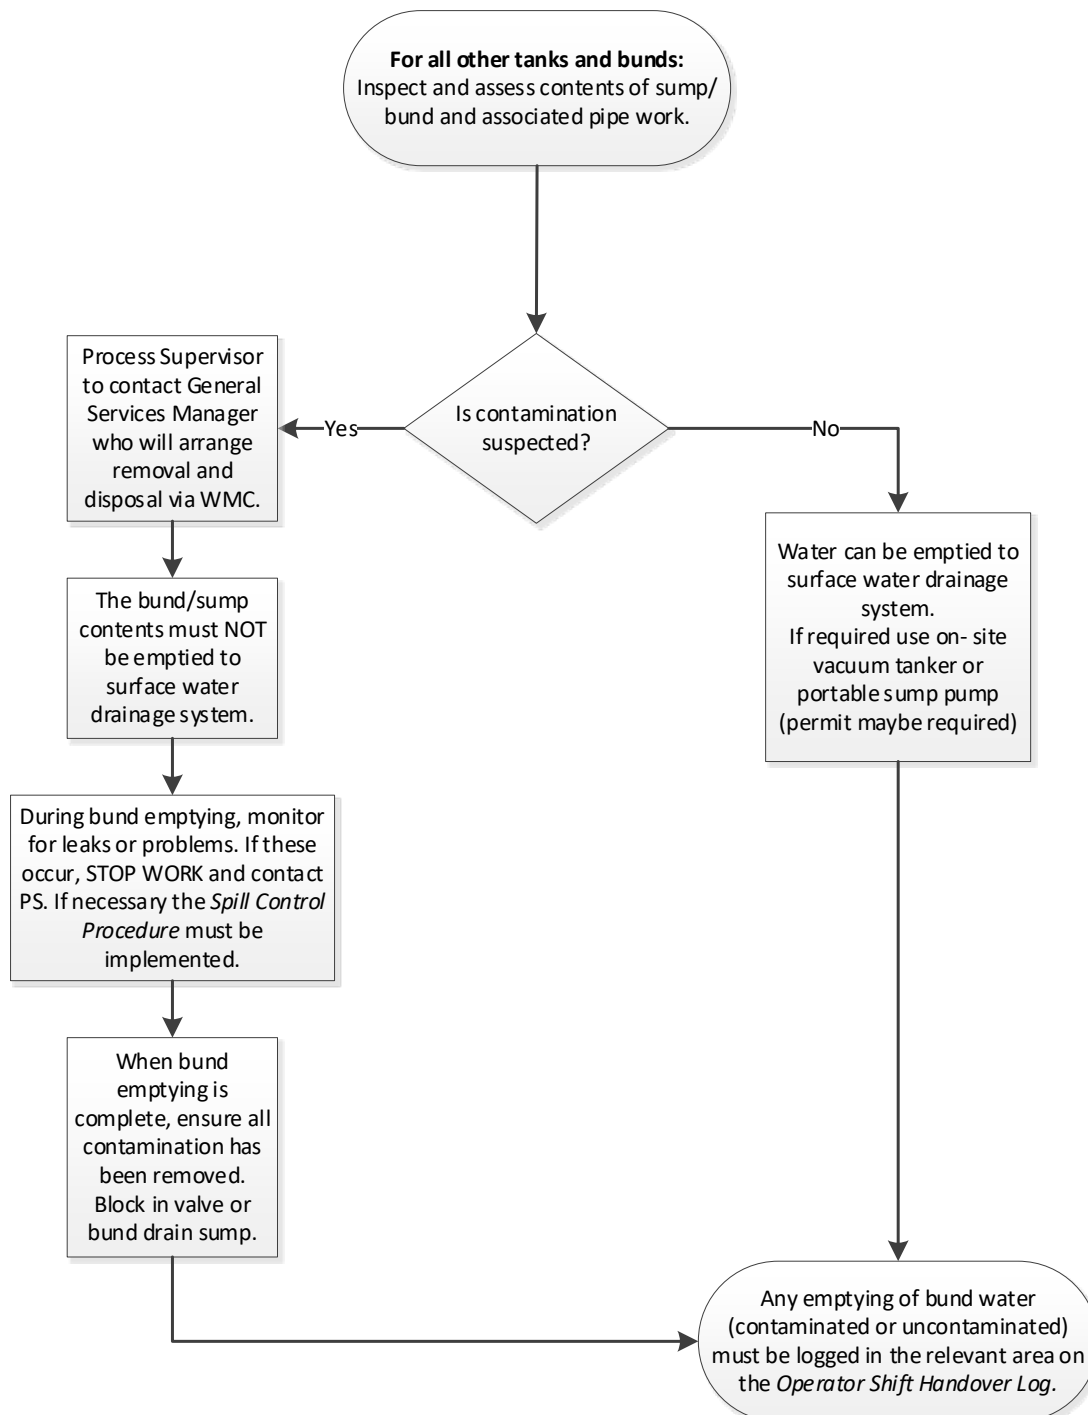 For all other tanks and bunds:
Inspect and assess contents of sump/
bund and associated pipe work.
Is contamination
suspected?
Yes
No
Process Supervisor
to contact General
Services Manager
who will arrange
removal and
disposal via WMC.
The bund/sump
contents must NOT
be emptied to
surface water
drainage system.
During bund emptying, monitor
for leaks or problems. If these
occur, STOP WORK and contact
PS. If necessary the Spill Control
Procedure must be
implemented.
When bund
emptying is
complete, ensure all
contamination has
been removed.
Block in valve or
bund drain sump.
Water can be emptied to
surface water drainage
system.
If required use on- site
vacuum tanker or
portable sump pump
(permit maybe required)
Any emptying of bund water
(contaminated or uncontaminated)
must be logged in the relevant area on
the Operator Shift Handover Log.